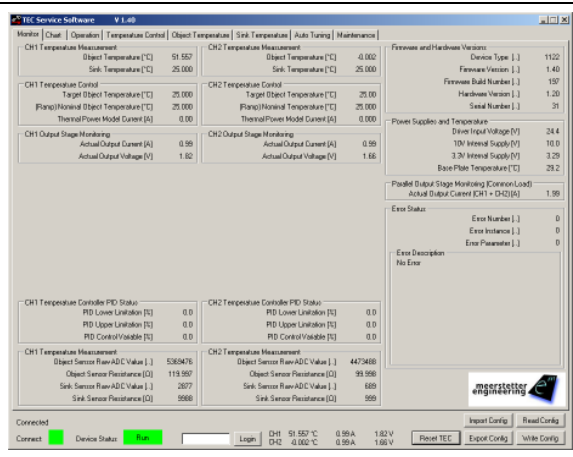 TEC Service Software V 1.40
Monitor Chart Operation Temperature Control Object Temperature Sink Temperature Auto Tuning Maintenance
CH1 Temperature Measurement
Object Temperature [°C] 51.557
Sink Temperature [°C] 25.000
CH1 Temperature Control
Target Object Temperature [°C] 25.000
(Ramp) Nominal Object Temperature [°C] 25.000
Thermal Power Model Current [A] 0.00
CH1 Output Stage Monitoring
Actual Output Current [A] 0.99
Actual Output Voltage [V] 1.82
CH1 Temperature Controller PID Status
PID Lower Limitation [%] 0.0
PID Upper Limitation [%] 0.0
PID Control Variable [%] 0.0
CH1 Temperature Measurement
Object Sensor Raw ADC Value [..] 5369476
Object Sensor Resistance [Ω] 119.997
Sink Sensor Raw ADC Value [..] 2877
Sink Sensor Resistance [Ω] 9988
CH2 Temperature Measurement
Object Temperature [°C] -0.002
Sink Temperature [°C] 25.000
CH2 Temperature Control
Target Object Temperature [°C] 25.00
(Ramp) Nominal Object Temperature [°C] 25.000
Thermal Power Model Current [A] 0.000
CH2 Output Stage Monitoring
Actual Output Current [A] 0.99
Actual Output Voltage [V] 1.66
CH2 Temperature Controller PID Status
PID Lower Limitation [%] 0.0
PID Upper Limitation [%] 0.0
PID Control Variable [%] 0.0
CH2 Temperature Measurement
Object Sensor Raw ADC Value [..] 4473488
Object Sensor Resistance [Ω] 99.998
Sink Sensor Raw ADC Value [..] 689
Sink Sensor Resistance [Ω] 999
Firmware and Hardware Versions
Device Type [..] 1122
Firmware Version [..] 1.40
Firmware Build Number [..] 197
Hardware Version [..] 1.20
Serial Number [..] 31
Power Supplies and Temperature
Driver Input Voltage [V] 24.4
10V Internal Supply [V] 10.0
3.3V Internal Supply [V] 3.29
Base Plate Temperature [°C] 29.2
Parallel Output Stage Monitoring (Common Load)
Actual Output Current (CH1 + CH2) [A] 1.99
Error Status
Error Number [..] 0
Error Instance [..] 0
Error Parameter [..] 0
Error Description
No Error
meerstetter
engineering
Connected
Connect Device Status Run Login
CH1 51.557 °C 0.99 A 1.82 V
CH2 -0.002 °C 0.99 A 1.66 V
Reset TEC
Import Config Read Config
Export Config Write Config